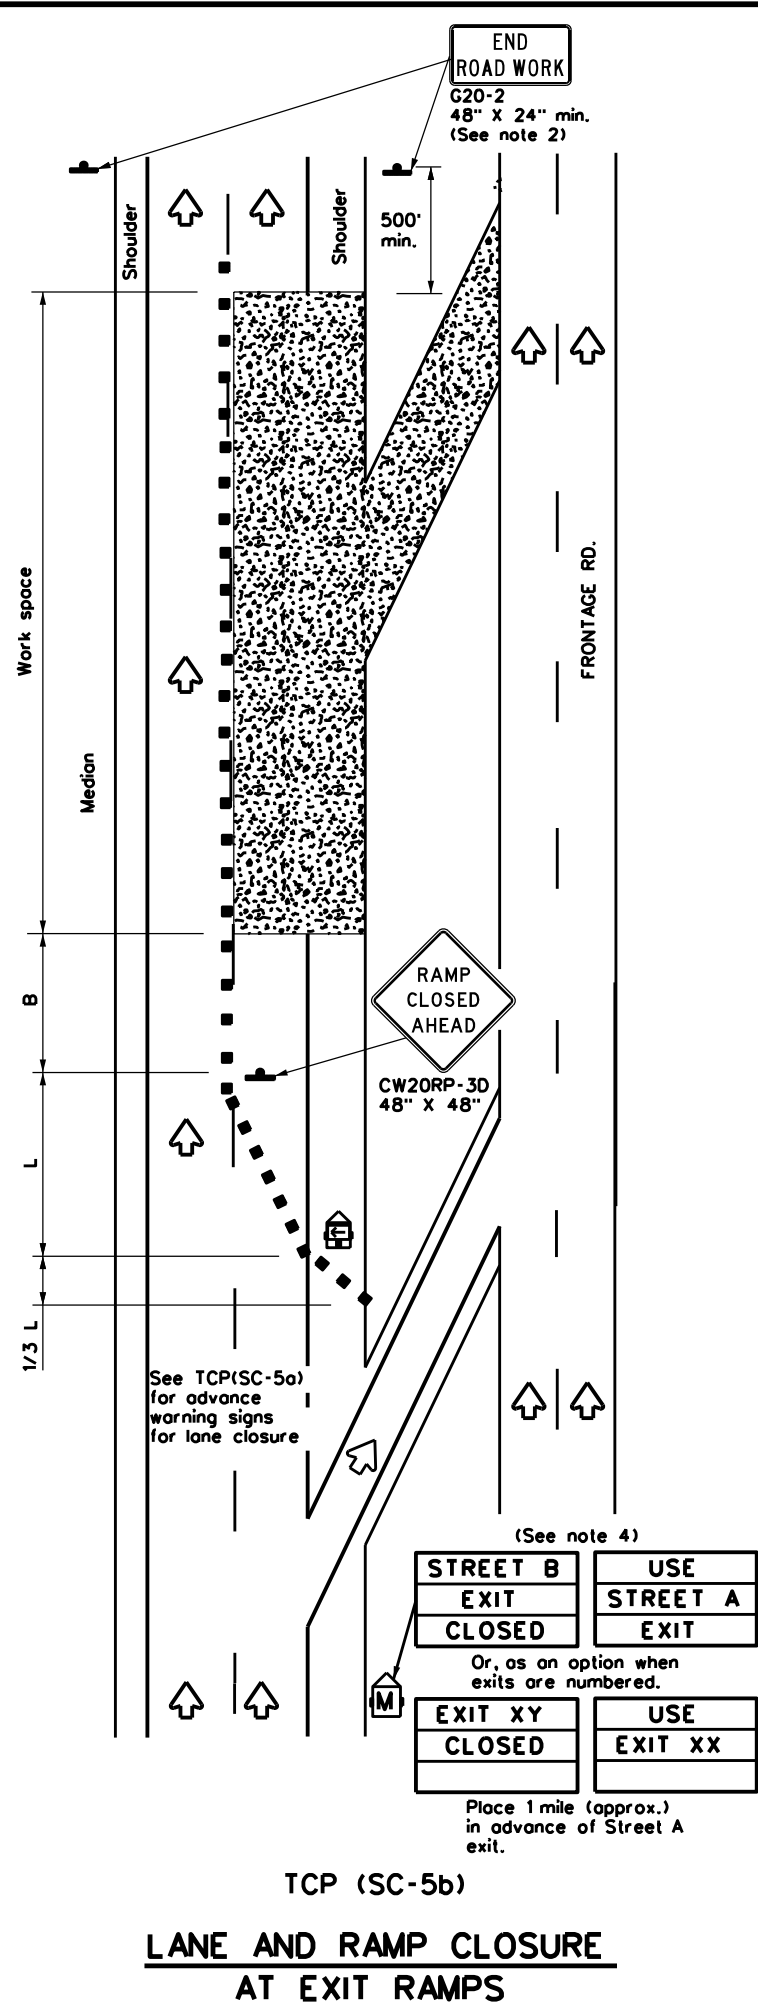 END
ROAD WORK
G20-2
48" X 24" min.
(See note 2)
Shoulder
Shoulder
500'
min.
Work space
FRONTAGE RD.
Median
B
RAMP
CLOSED
AHEAD
CW20RP-3D
48" X 48"
L
1/3 L
See TCP(SC-5a)
for advance
warning signs
for lane closure
(See note 4)
STREET B
EXIT
CLOSED
USE
STREET A
EXIT
Or, as an option when
exits are numbered.
M
EXIT XY
CLOSED
USE
EXIT XX
Place 1 mile (approx.)
in advance of Street A
exit.
TCP (SC-5b)
LANE AND RAMP CLOSURE
AT EXIT RAMPS